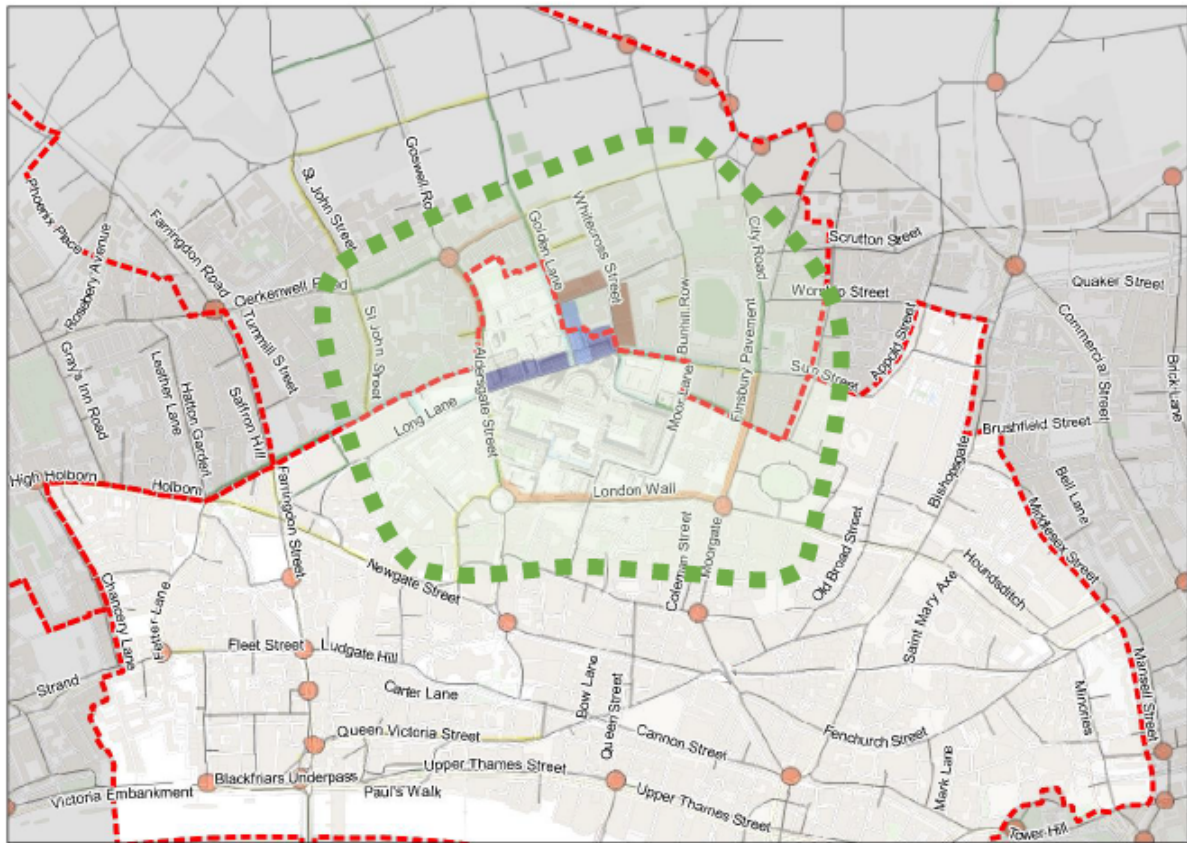 St. John Street
Goswell Ro
Phoenix Place
Farringdon Road
Rosebery Avenue
Golden Lane
Whitecross Street
City Road
Scrutton Street
Clerkenwell Road
Turnmill Street
Quaker Street
Worship Street
Bunhill Row
Finsbury Pavement
Appold Street
Commercial Street
Brick Lane
Gray's Inn Road
Leather Lane
Hatton Garden
Saffron Hill
St John Street
Aldersgate Street
Long Lane
Moor Lane
Sun Street
Brushfield Street
Bishopsgate
Bell Lane
High Holborn
Holborn
Farringdon Street
London Wall
Middlesex Street
Newgate Street
Coleman Street
Moorgate
Old Broad Street
Houndsditch
Saint Mary Axe
Chancery Lane
Fetter Lane
Fleet Street
Ludgate Hill
Strand
Carter Lane
Bow Lane
Queen Street
Minories
Mansell Street
Queen Victoria Street
Cannon Street
Fenchurch Street
Upper Thames Street
Mark Lane
Blackfriars Underpass
Victoria Embankment
Paul's Walk
Upper Thames Street
Tower Hill